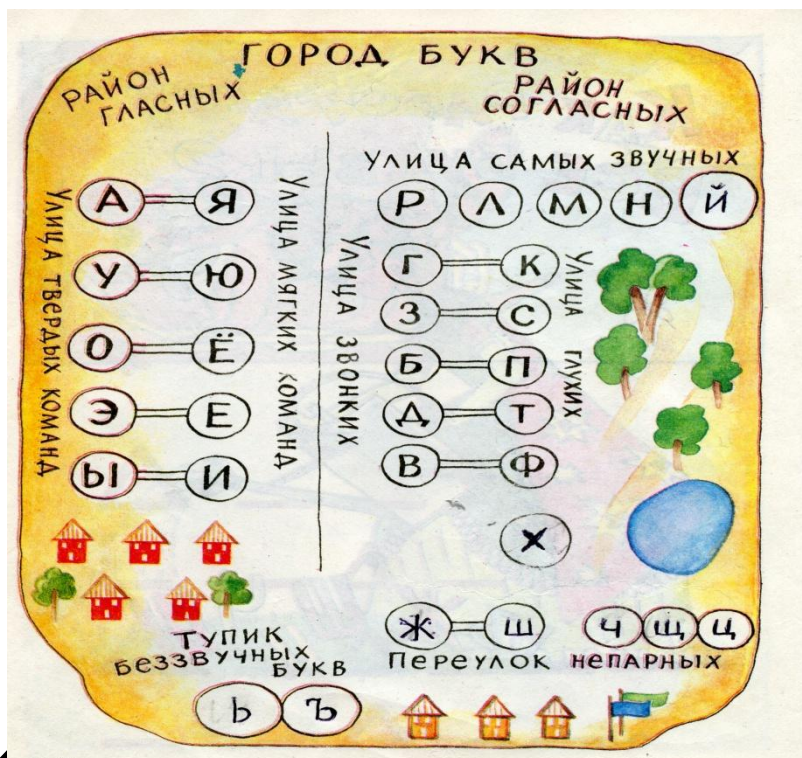 ГОРОД БУКВ
РАЙОН
ГЛАСНЫХ
РАЙОН
СОГЛАСНЫХ
УЛИЦА САМЫХ ЗВУЧНЫХ
Р Л М Н Й
УЛИЦА ТВЕРДЫХ КОМАНД
А Я
У Ю
О Ё
Э Е
Ы И
УЛИЦА МЯГКИХ КОМАНД
УЛИЦА ЗВОНКИХ
Г К
З С
Б П
Д Т
В Ф
Х
УЛИЦА ГЛУХИХ
Ж Ш Ч Щ Ц
ПЕРЕУЛОК НЕПАРНЫХ
ТУПИК
БЕЗЗВУЧНЫХ
БУКВ
Ь Ъ